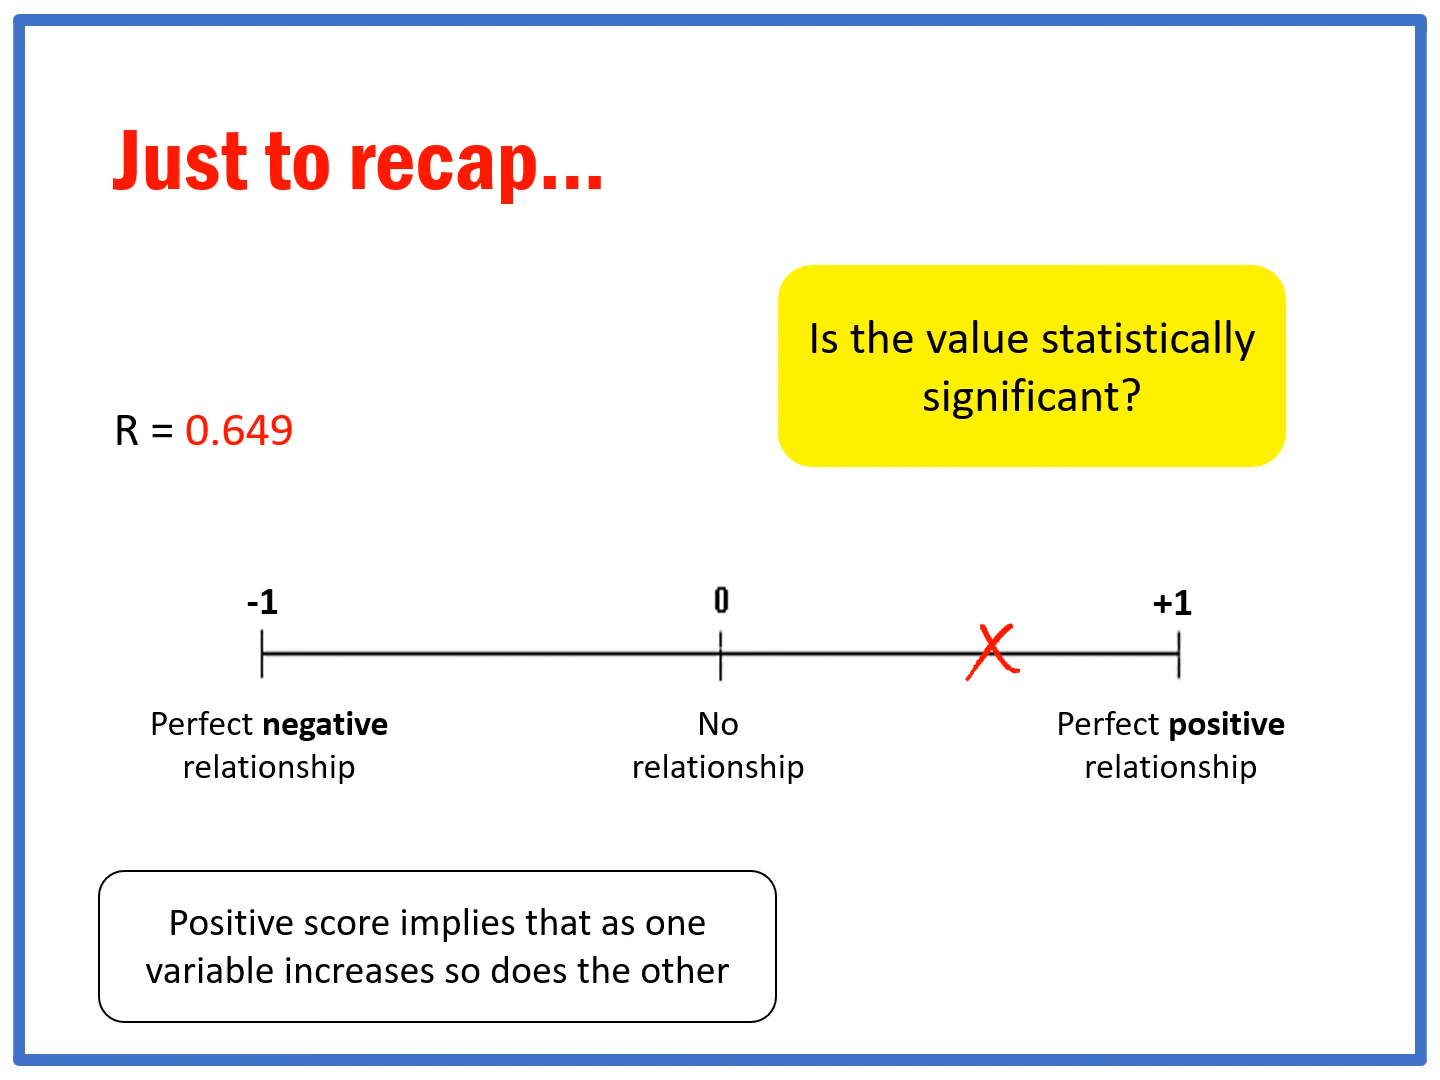 Just to recap...
Is the value statistically
significant?
R = 0.649
-1
0
+1
Perfect negative
relationship
No
relationship
Perfect positive
relationship
Positive score implies that as one
variable increases so does the other